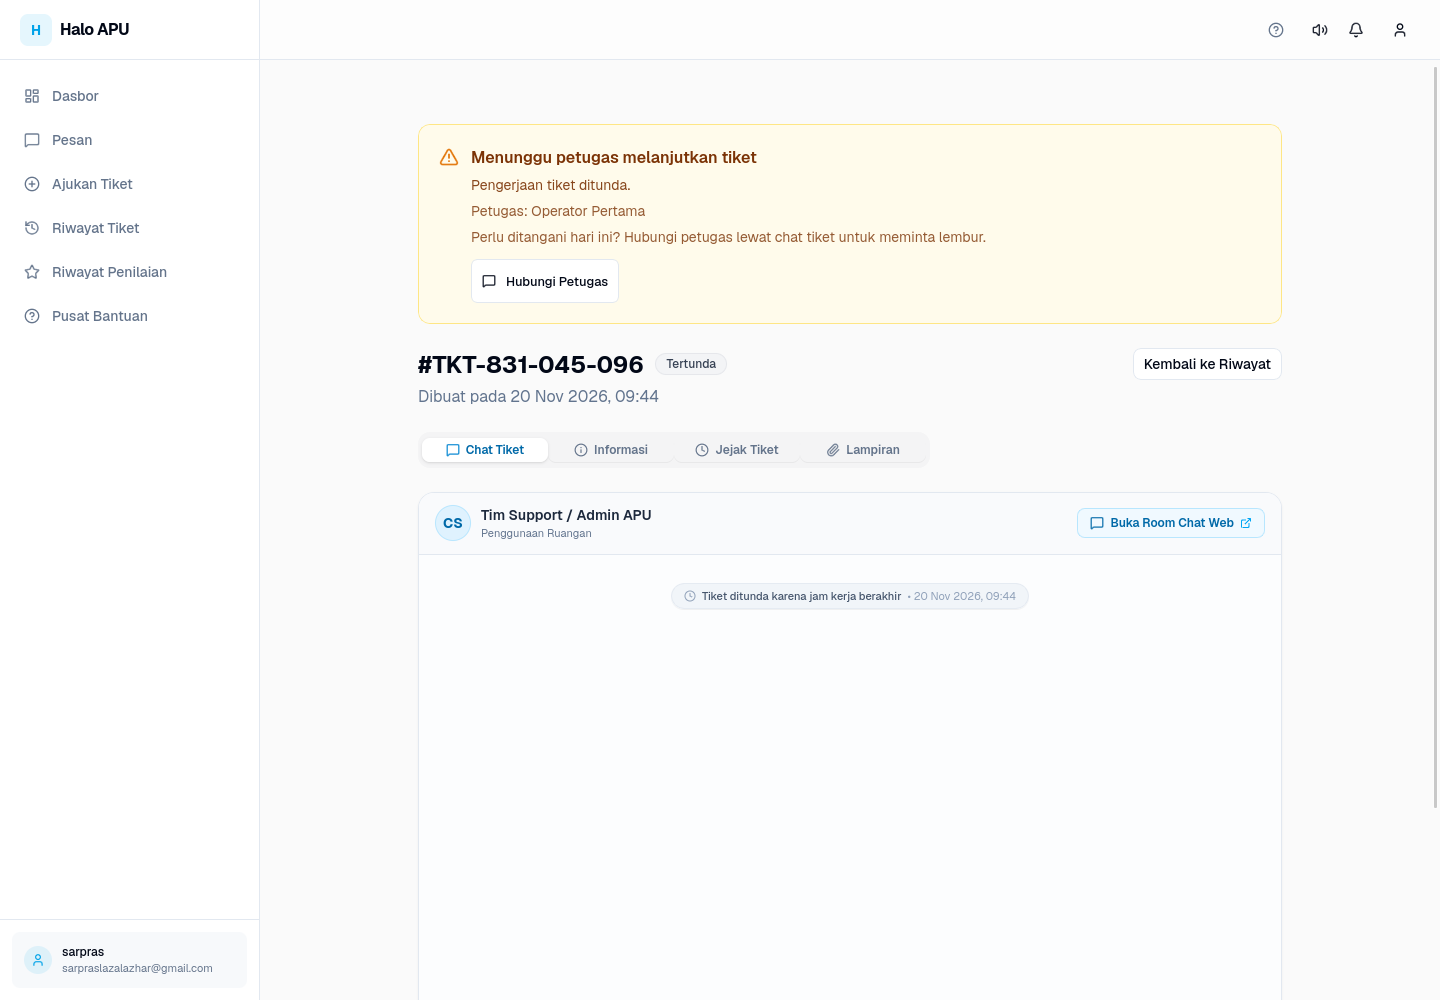 H Halo APU
Dasbor
Pesan
Ajukan Tiket
Riwayat Tiket
Riwayat Penilaian
Pusat Bantuan
sarpras
sarpraslazalazhar@gmail.com
Menunggu petugas melanjutkan tiket
Pengerjaan tiket ditunda.
Petugas: Operator Pertama
Perlu ditangani hari ini? Hubungi petugas lewat chat tiket untuk meminta lembur.
Hubungi Petugas
#TKT-831-045-096 Tertunda
Kembali ke Riwayat
Dibuat pada 20 Nov 2026, 09:44
Chat Tiket Informasi Jejak Tiket Lampiran
CS Tim Support / Admin APU
Penggunaan Ruangan
Buka Room Chat Web
Tiket ditunda karena jam kerja berakhir • 20 Nov 2026, 09:44